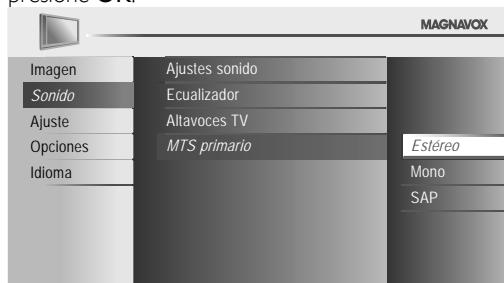 presione OK.
MAGNAVOX
Imagen
Sonido
Ajuste
Opciones
Idioma
Ajustes sonido
Ecualizador
Altavoces TV
MTS primario
Estéreo
Mono
SAP